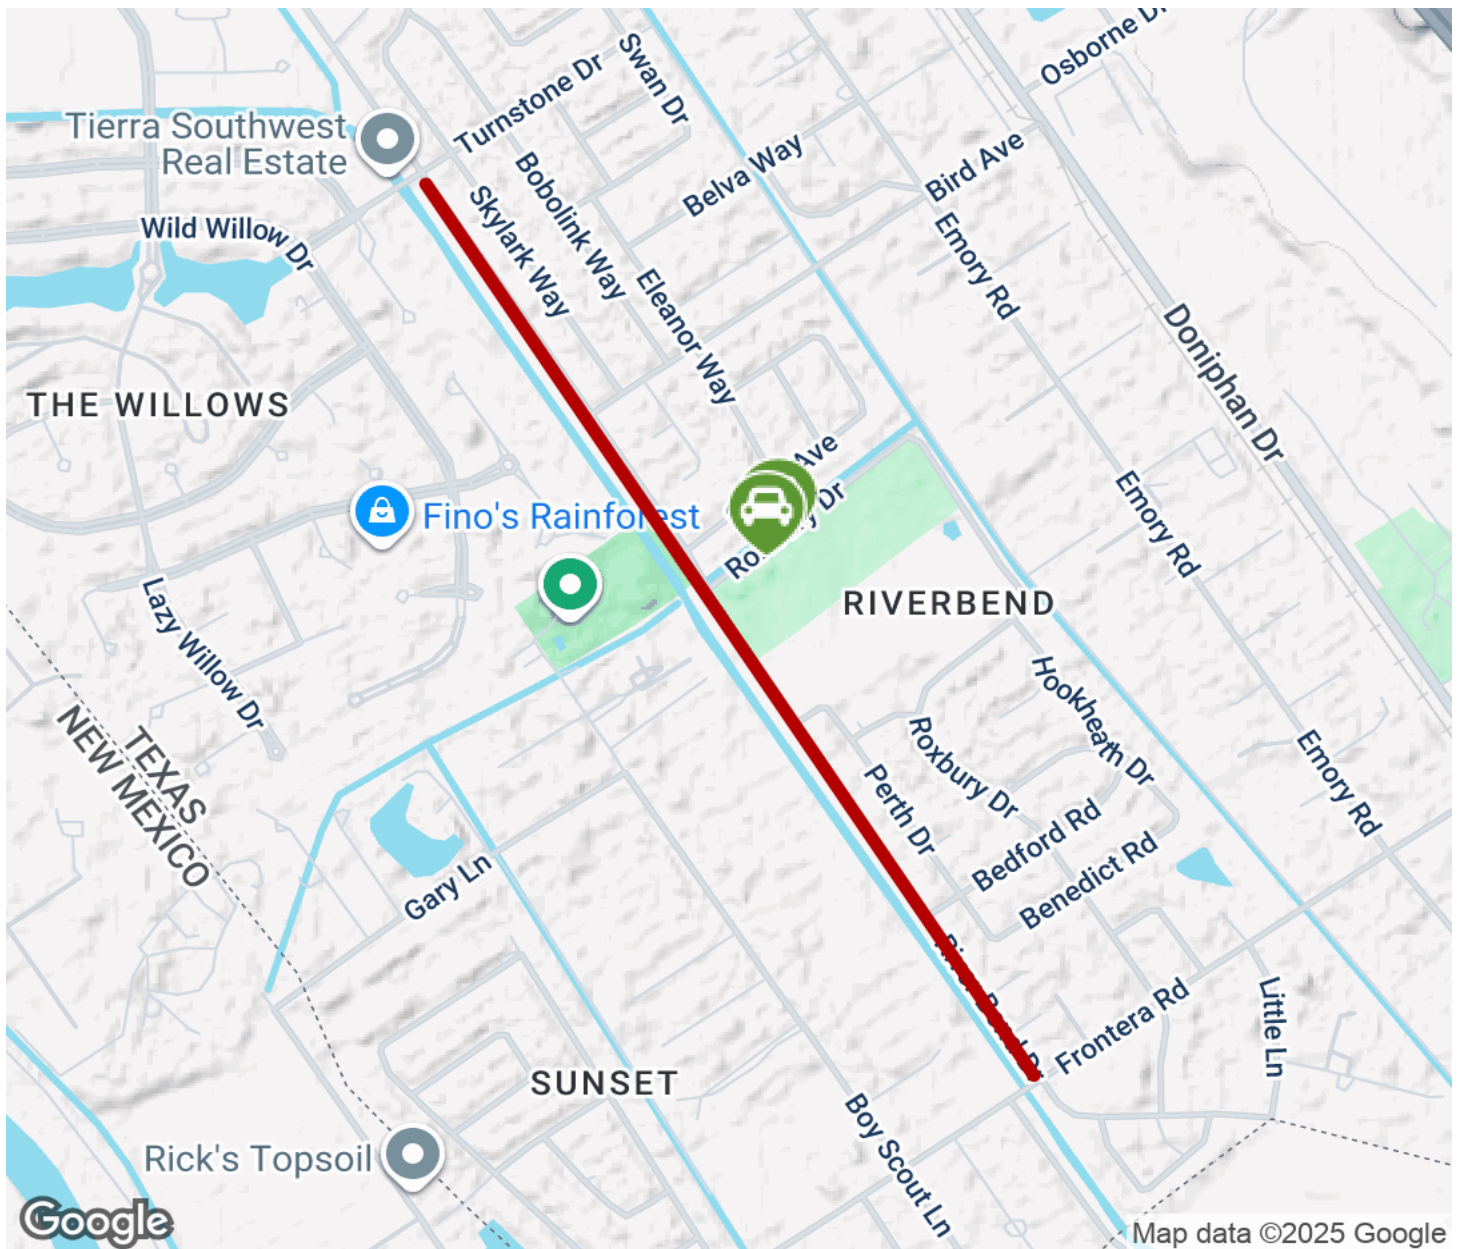 Osborne Dr
Swan Dr
Turnstone Dr
Tierra Southwest
Real Estate
Belva Way
Bird Ave
Bobolink Way
Skylark Way
Wild Willow Dr
Emory Rd
Eleanor Way
Doniphan Dr
THE WILLOWS
Ave
Dr
Fino's Rainforest
Emory Rd
RIVERBEND
Lazy Willow Dr
Hookheath Dr
TEXAS
NEW MEXICO
Roxbury Dr
Emory Rd
Perth Dr
Bedford Rd
Benedict Rd
Gary Ln
Frontera Rd
Little Ln
SUNSET
Boy Scout Ln
Rick's Topsoil
Google
Map data ©2025 Google